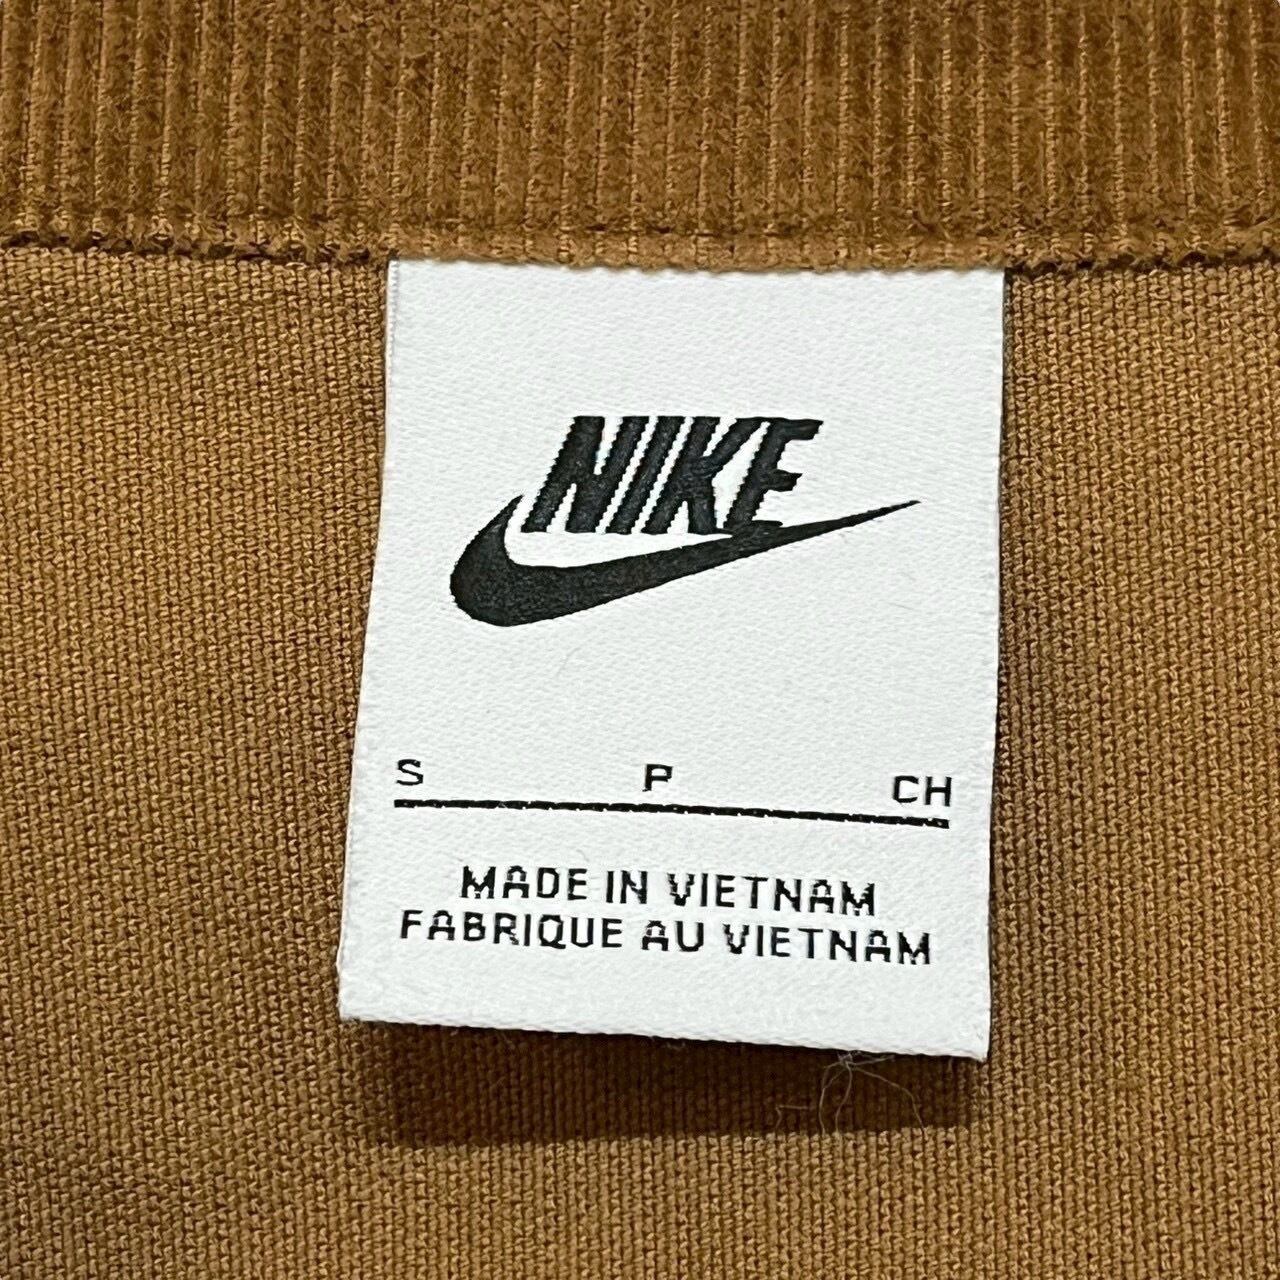 NIKE
S P CH
MADE IN VIETNAM
FABRIQUE AU VIETNAM